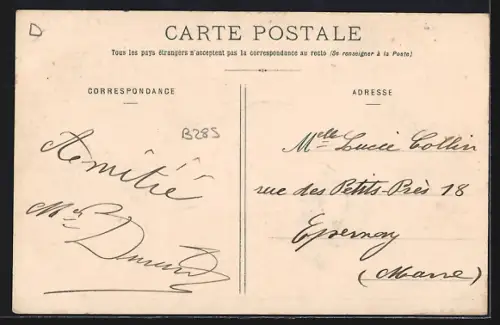 D
CARTE POSTALE
Tous les pays étrangers n'acceptent pas la correspondance au recto (Se renseigner à la Poste)
CORRESPONDANCE
B285
Amitié
ADRESSE
Melle Lucie Collin
rue des Petits-Prés 18
Epernay
(Marne)